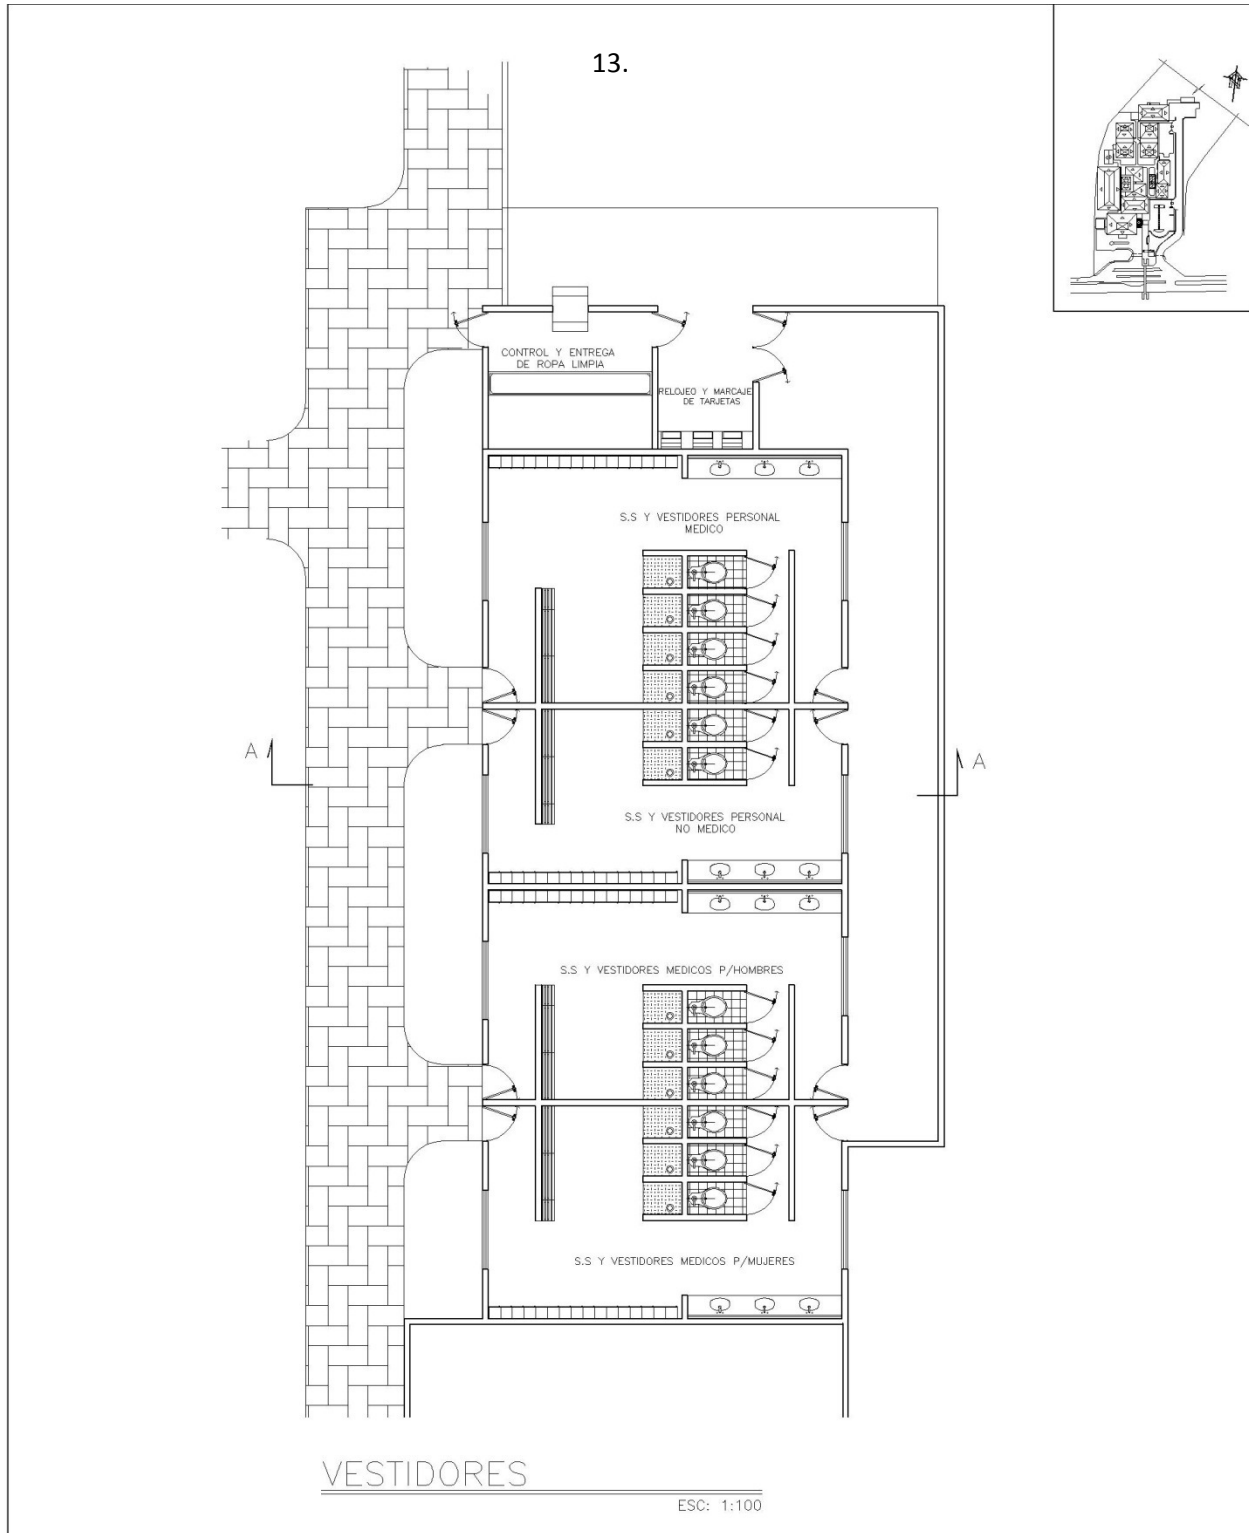 13.
CONTROL Y ENTREGA
DE ROPA LIMPIA
RELOJEO Y MARCAJE
DE TARJETAS
S.S Y VESTIDORES PERSONAL
MEDICO
A
A
S.S Y VESTIDORES PERSONAL
NO MEDICO
S.S Y VESTIDORES MEDICOS P/HOMBRES
S.S Y VESTIDORES MEDICOS P/MUJERES
VESTIDORES
ESC: 1:100